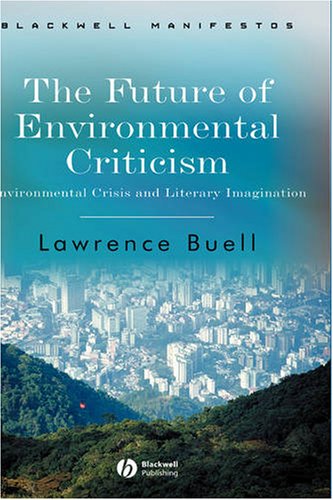 BLACKWELL MANIFESTOS
The Future of
Environmental
Criticism
nvironmental Crisis and Literary Imagination
Lawrence Buell
Blackwell
Publishing